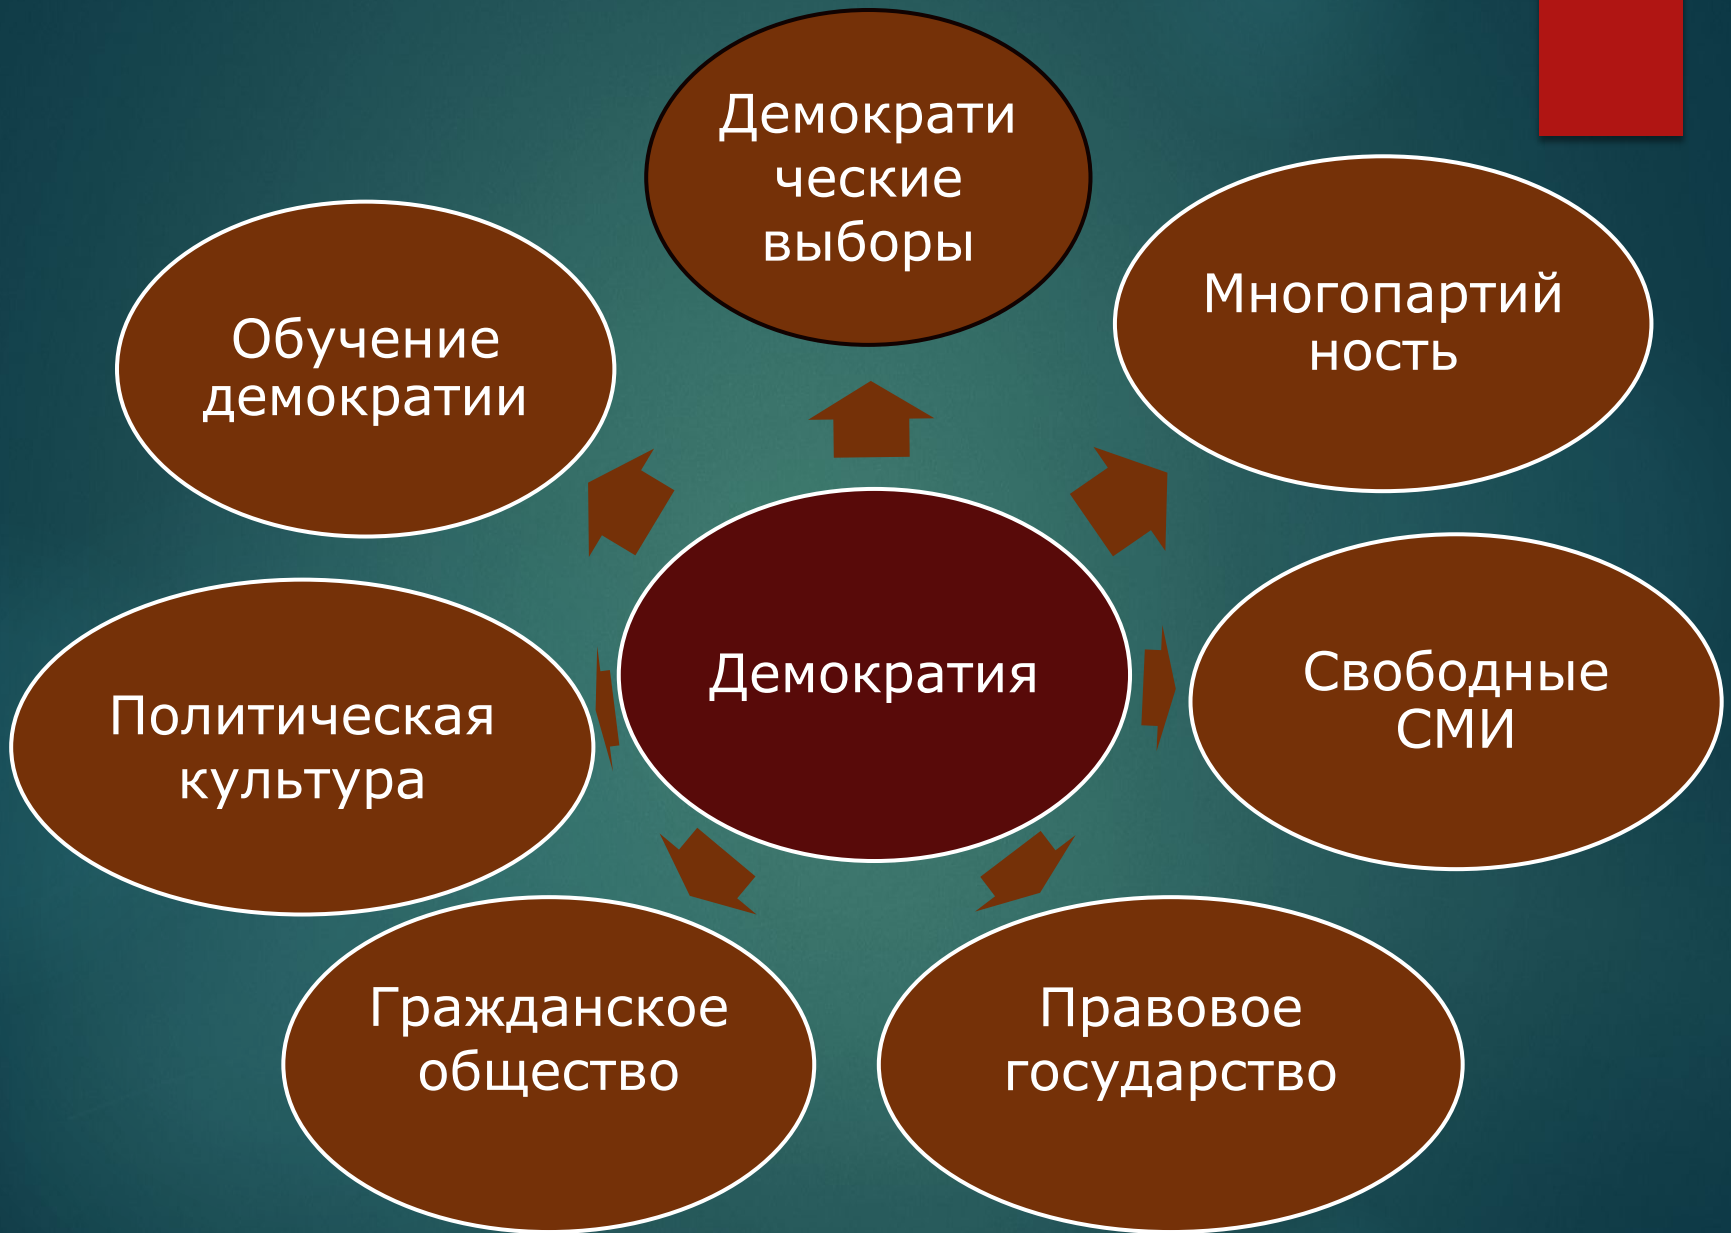 Демократи
ческие
выборы
Многопартий
ность
Обучение
демократии
Демократия
Свободные
СМИ
Политическая
культура
Гражданское
общество
Правовое
государство